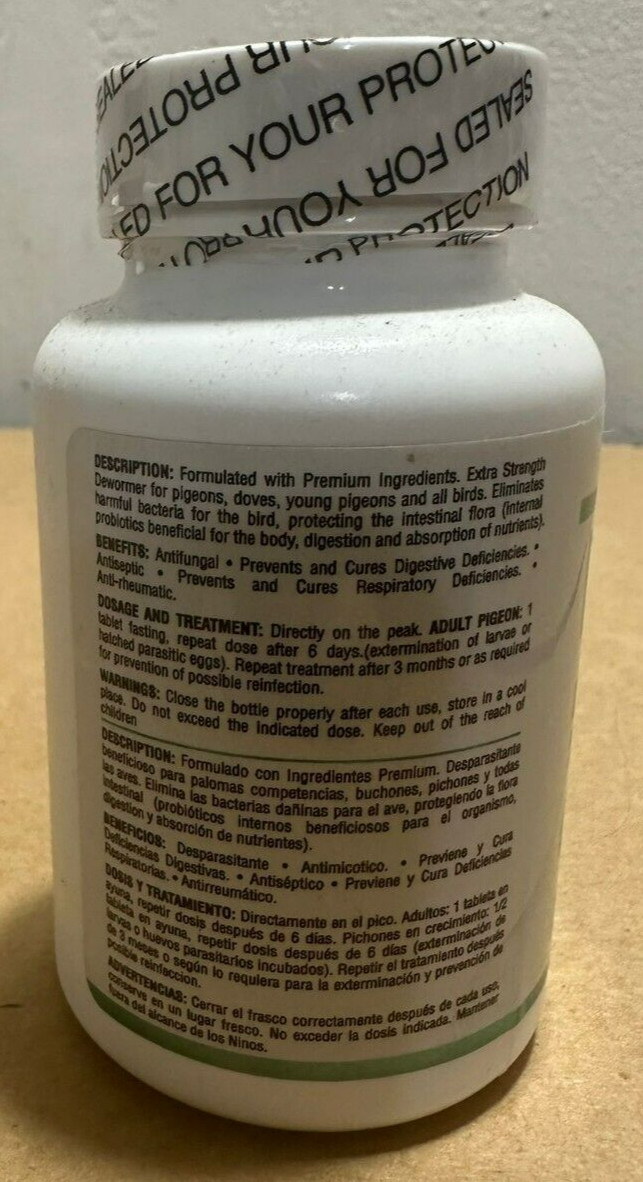 SEALED
OUR PROTECTION
ED FOR YOUR PROTEC
SEALED FOR YOUR
PROTECTION
DESCRIPTION: Formulated with Premium Ingredients. Extra Strength
Dewormer for pigeons, doves, young pigeons and all birds. Eliminates
harmful bacteria for the bird, protecting the intestinal flora (internal
probiotics beneficial for the body, digestion and absorption of nutrients).
BENEFITS: Antifungal • Prevents and Cures Digestive Deficiencies. •
Antiseptic • Prevents and Cures Respiratory Deficiencies. •
Anti-rheumatic.
DOSAGE AND TREATMENT: Directly on the peak. ADULT PIGEON: 1
tablet fasting, repeat dose after 6 days.(extermination of larvae or
hatched parasitic eggs). Repeat treatment after 3 months or as required
for prevention of possible reinfection.
WARNINGS: Close the bottle properly after each use, store in a cool
place. Do not exceed the indicated dose. Keep out of the reach of
children
DESCRIPTION: Formulado con Ingredientes Premium. Desparasitante
beneficioso para palomas competencias, buchones, pichones y todas
las aves. Elimina las bacterias dañinas para el ave, protegiendo la flora
intestinal (probióticos internos beneficiosos para el organismo,
digestión y absorción de nutrientes).
BENEFICIOS: Desparasitante • Antimicotico. • Previene y Cura
Deficiencias Digestivas. • Antiséptico • Previene y Cura Deficiencias
Respiratorias. • Antirreumático.
DOSIS Y TRATAMIENTO: Directamente en el pico. Adultos: 1 tableta en
ayuna, repetir dosis después de 6 días. Pichones en crecimiento: 1/2
tableta en ayuna, repetir dosis después de 6 días (exterminación de
larvas o huevos parasitarios incubados). Repetir el tratamiento después
de 3 meses o según lo requiera para la exterminación y prevención de
posible reinfeccion.
ADVERTENCIAS: Cerrar el frasco correctamente después de cada uso,
conserve en un lugar fresco. No exceder la dosis indicada. Mantener
fuera del alcance de los Ninos.